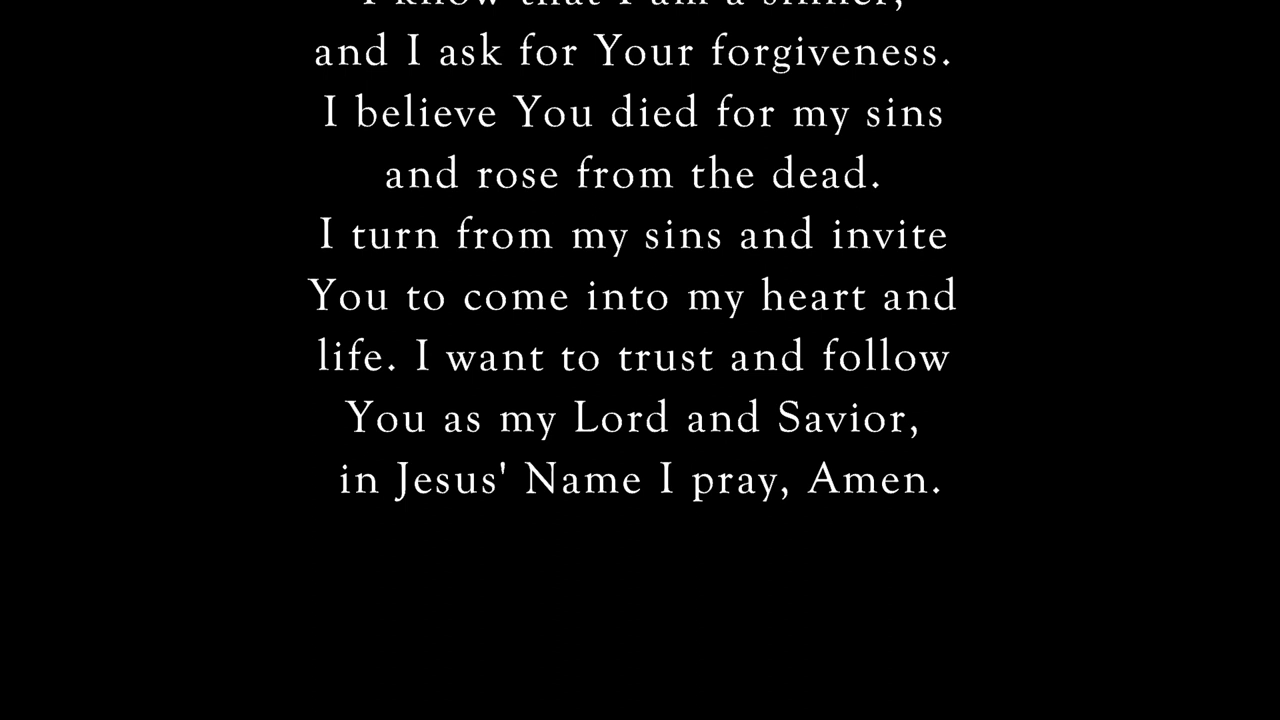 I know that I am a sinner,
and I ask for Your forgiveness.
I believe You died for my sins
and rose from the dead.
I turn from my sins and invite
You to come into my heart and
life. I want to trust and follow
You as my Lord and Savior,
in Jesus' Name I pray, Amen.